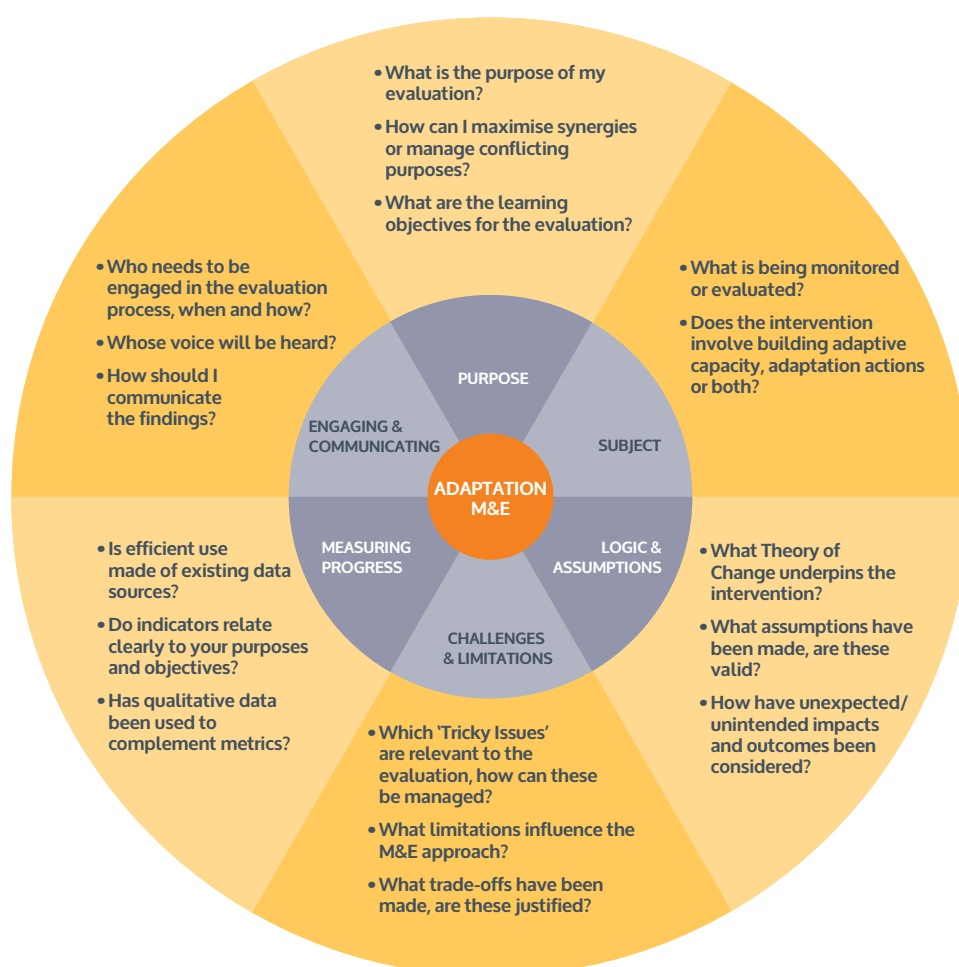 • What is the purpose of my
evaluation?
• How can I maximise synergies
or manage conflicting
purposes?
• What are the learning
objectives for the evaluation?
• What is being monitored
or evaluated?
• Does the intervention
involve building adaptive
capacity, adaptation actions
or both?
• What Theory of
Change underpins the
intervention?
• What assumptions have
been made, are these
valid?
• How have unexpected/
unintended impacts
and outcomes been
considered?
• Which ‘Tricky Issues’
are relevant to the
evaluation, how can these
be managed?
• What limitations influence the
M&E approach?
• What trade-offs have been
made, are these justified?
• Is efficient use
made of existing data
sources?
• Do indicators relate
clearly to your purposes
and objectives?
• Has qualitative data
been used to
complement metrics?
• Who needs to be
engaged in the evaluation
process, when and how?
• Whose voice will be heard?
• How should I
communicate
the findings?
PURPOSE
SUBJECT
LOGIC &
ASSUMPTIONS
CHALLENGES
& LIMITATIONS
MEASURING
PROGRESS
ENGAGING &
COMMUNICATING
ADAPTATION
M&E